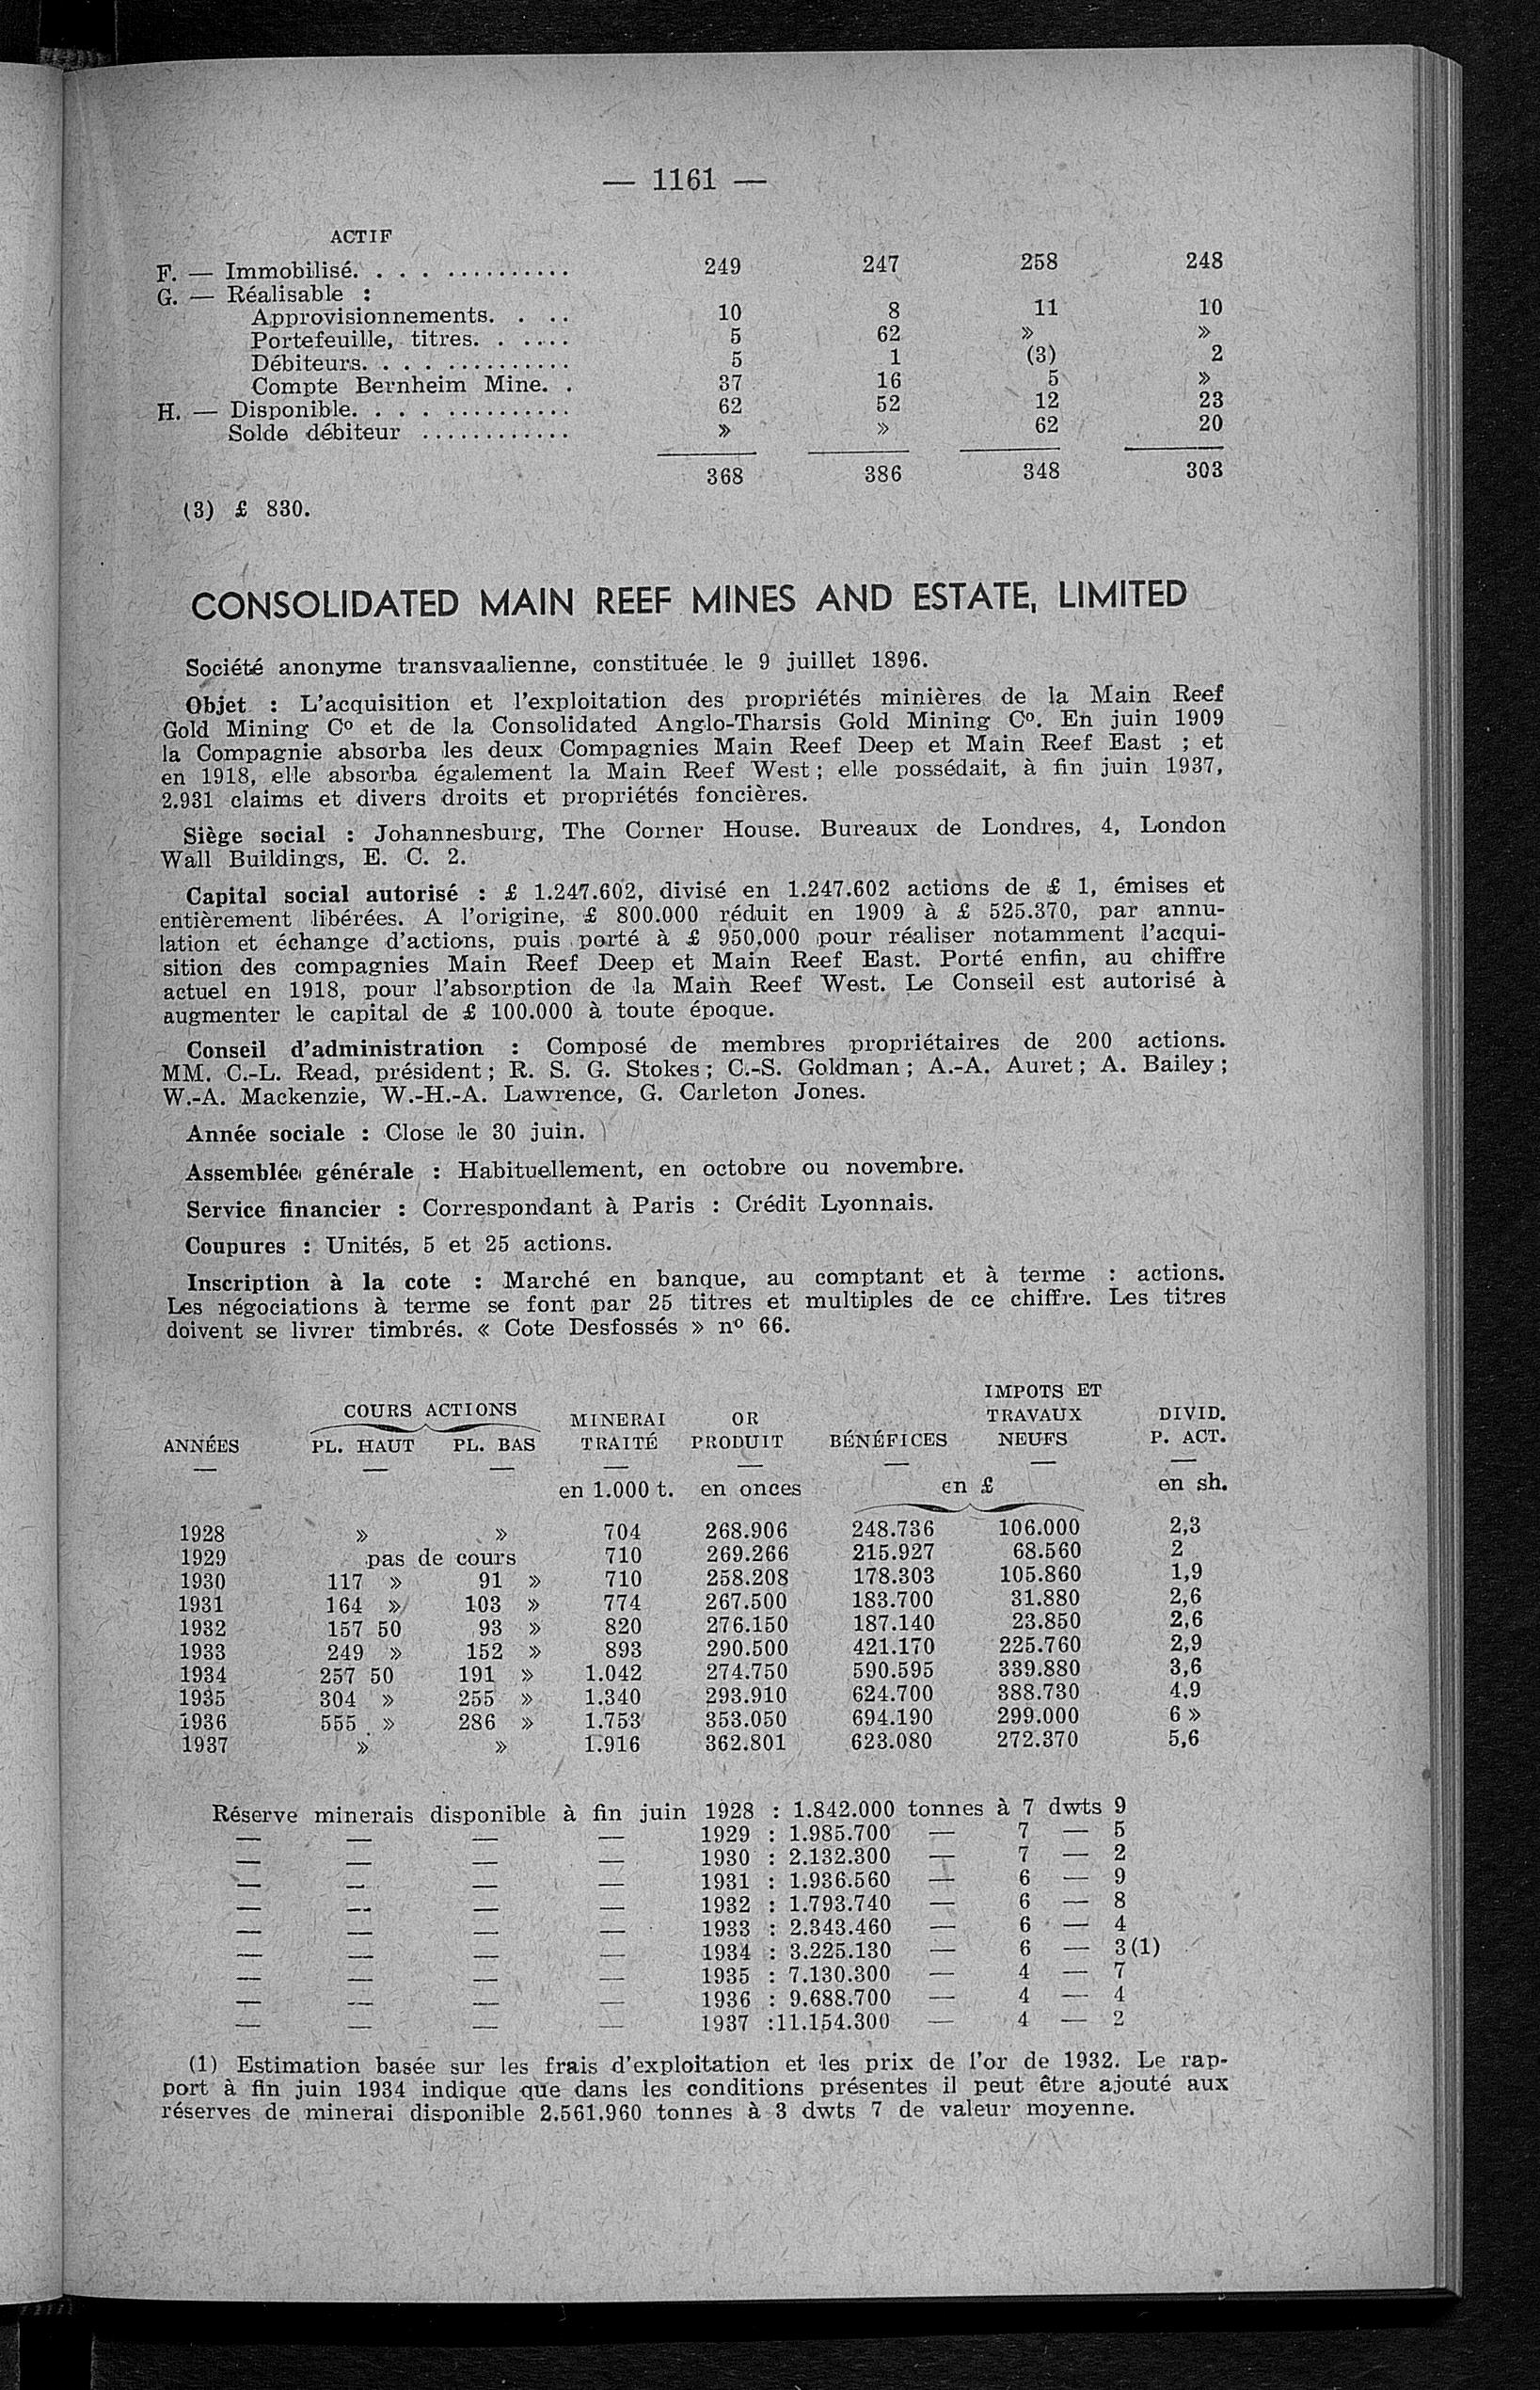 — 1161 —
ACTIF
F. — Immobilisé. . . . . . . . . . . . . 249 247 258 248
G. — Réalisable :
Approvisionnements. . . . 10 8 11 10
Portefeuille, titres. . . . . . 5 62 » »
Débiteurs. . . . . . . . . . . . . 5 1 (3) 2
Compte Bernheim Mine. . 37 16 5 »
H. — Disponible. . . . . . . . . . . . . 62 52 12 23
Solde débiteur . . . . . . . . . . . . » » 62 20
368 386 348 303
(3) £ 830.
CONSOLIDATED MAIN REEF MINES AND ESTATE, LIMITED
Société anonyme transvaalienne, constituée le 9 juillet 1896.
Objet : L'acquisition et l'exploitation des propriétés minières de la Main Reef
Gold Mining Cº et de la Consolidated Anglo-Tharsis Gold Mining Cº. En juin 1909
la Compagnie absorba les deux Compagnies Main Reef Deep et Main Reef East ; et
en 1918, elle absorba également la Main Reef West ; elle possédait, à fin juin 1937,
2.931 claims et divers droits et propriétés foncières.
Siège social : Johannesburg, The Corner House. Bureaux de Londres, 4, London
Wall Buildings, E. C. 2.
Capital social autorisé : £ 1.247.602, divisé en 1.247.602 actions de £ 1, émises et
entièrement libérées. A l'origine, £ 800.000 réduit en 1909 à £ 525.370, par annu-
lation et échange d'actions, puis porté à £ 950.000 pour réaliser notamment l'acqui-
sition des compagnies Main Reef Deep et Main Reef East. Porté enfin, au chiffre
actuel en 1918, pour l'absorption de la Main Reef West. Le Conseil est autorisé à
augmenter le capital de £ 100.000 à toute époque.
Conseil d'administration : Composé de membres propriétaires de 200 actions.
MM. C.-L. Read, président ; R. S. G. Stokes ; C.-S. Goldman ; A.-A. Auret ; A. Bailey ;
W.-A. Mackenzie, W.-H.-A. Lawrence, G. Carleton Jones.
Année sociale : Close le 30 juin.
Assemblée générale : Habituellement, en octobre ou novembre.
Service financier : Correspondant à Paris : Crédit Lyonnais.
Coupures : Unités, 5 et 25 actions.
Inscription à la cote : Marché en banque, au comptant et à terme : actions.
Les négociations à terme se font par 25 titres et multiples de ce chiffre. Les titres
doivent se livrer timbrés. « Cote Desfossés » nº 66.
IMPOTS ET
COURS ACTIONS MINERAI OR TRAVAUX DIVID.
ANNÉES PL. HAUT PL. BAS TRAITÉ PRODUIT BÉNÉFICES NEUFS P. ACT.
— — — — — — — —
en 1.000 t. en onces en £ en sh.
1928 » » 704 268.906 248.736 106.000 2,3
1929 pas de cours 710 269.266 215.927 68.560 2
1930 117 » 91 » 710 258.208 178.303 105.860 1,9
1931 164 » 103 » 774 267.500 183.700 31.880 2,6
1932 157 50 93 » 820 276.150 187.140 23.850 2,6
1933 249 » 152 » 893 290.500 421.170 225.760 2,9
1934 257 50 191 » 1.042 274.750 590.595 339.880 3,6
1935 304 » 255 » 1.340 293.910 624.700 388.730 4.9
1936 555 » 286 » 1.753 353.050 694.190 299.000 6 »
1937 » » 1.916 362.801 623.080 272.370 5,6
Réserve minerais disponible à fin juin 1928 : 1.842.000 tonnes à 7 dwts 9
— — — — 1929 : 1.985.700 — 7 — 5
— — — — 1930 : 2.132.300 — 7 — 2
— — — — 1931 : 1.936.560 — 6 — 9
— — — — 1932 : 1.793.740 — 6 — 8
— — — — 1933 : 2.343.460 — 6 — 4
— — — — 1934 : 3.225.130 — 6 — 3 (1)
— — — — 1935 : 7.130.300 — 4 — 7
— — — — 1936 : 9.688.700 — 4 — 4
— — — — 1937 :11.154.300 — 4 — 2
(1) Estimation basée sur les frais d'exploitation et les prix de l'or de 1932. Le rap-
port à fin juin 1934 indique que dans les conditions présentes il peut être ajouté aux
réserves de minerai disponible 2.561.960 tonnes à 3 dwts 7 de valeur moyenne.